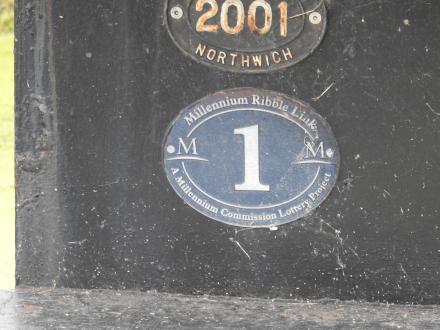 2001
NORTHWICH
Millennium Ribble Link
M 1 M
A Millennium Commission Lottery Project